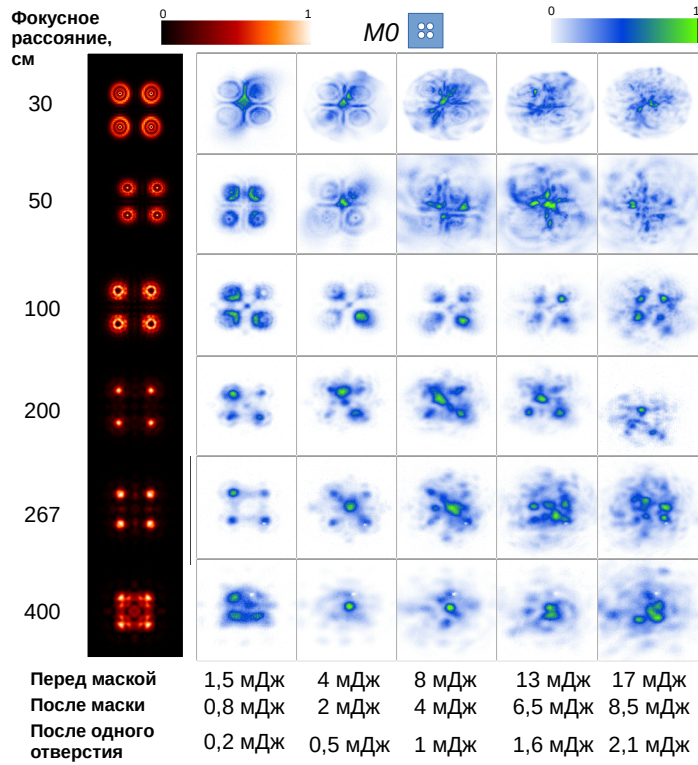 Фокусное
рассояние,
см
0 1
M0
0 1
30
50
100
200
267
400
Перед маской 1,5 мДж 4 мДж 8 мДж 13 мДж 17 мДж
После маски 0,8 мДж 2 мДж 4 мДж 6,5 мДж 8,5 мДж
После одного
отверстия 0,2 мДж 0,5 мДж 1 мДж 1,6 мДж 2,1 мДж